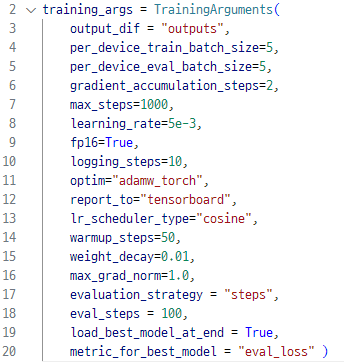 2 training_args = TrainingArguments(
3 output_dif = "outputs",
4 per_device_train_batch_size=5,
5 per_device_eval_batch_size=5,
6 gradient_accumulation_steps=2,
7 max_steps=1000,
8 learning_rate=5e-3,
9 fp16=True,
10 logging_steps=10,
11 optim="adamw_torch",
12 report_to="tensorboard",
13 lr_scheduler_type="cosine",
14 warmup_steps=50,
15 weight_decay=0.01,
16 max_grad_norm=1.0,
17 evaluation_strategy = "steps",
18 eval_steps = 100,
19 load_best_model_at_end = True,
20 metric_for_best_model = "eval_loss" )